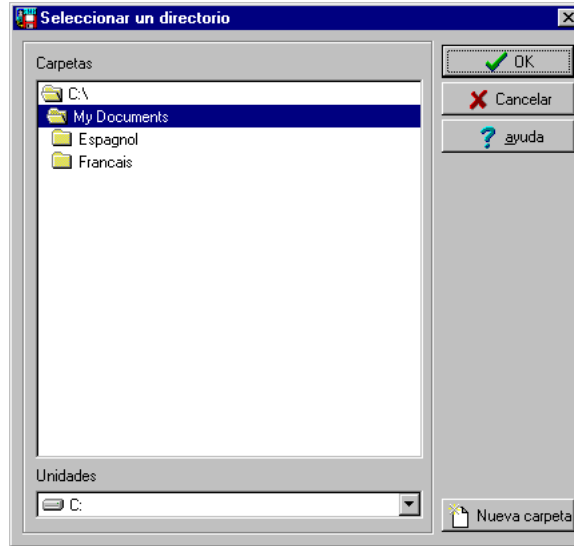 Seleccionar un directorio
Carpetas
C:\
My Documents
Espagnol
Francais
OK
Cancelar
ayuda
Unidades
C:
Nueva carpeta